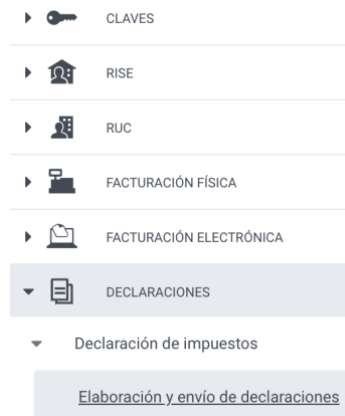 CLAVES
RISE
RUC
FACTURACIÓN FÍSICA
FACTURACIÓN ELECTRÓNICA
DECLARACIONES
Declaración de impuestos
Elaboración y envío de declaraciones